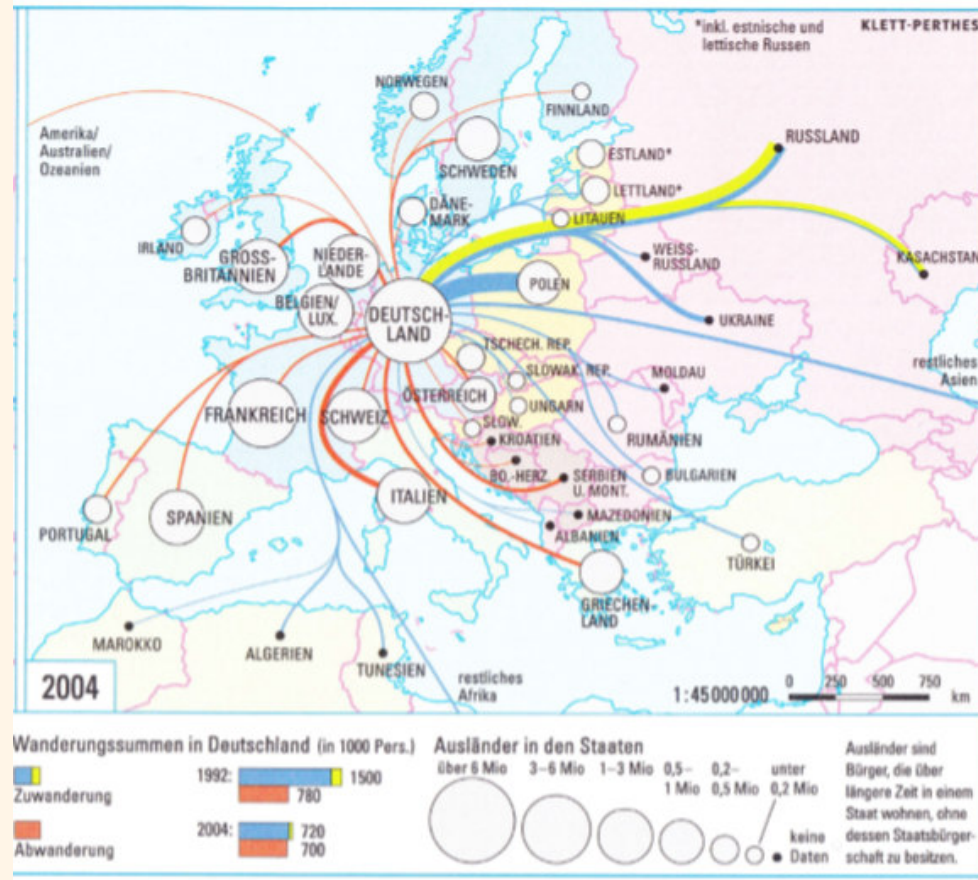 *inkl. estnische und
lettische Russen
KLETT-PERTHES
NORWEGEN
FINNLAND
Amerika/
Australien/
Ozeanien
RUSSLAND
SCHWEDEN
ESTLAND*
LETTLAND*
DÄNE-
MARK
LITAUEN
IRLAND
GROSS-
BRITANNIEN
NIEDER-
LANDE
WEISS-
RUSSLAND
KASACHSTAN
POLEN
BELGIEN/
LUX.
DEUTSCH-
LAND
UKRAINE
TSCHECH. REP.
restliches
Asien
SLOWAK. REP.
MOLDAU
ÖSTERREICH
FRANKREICH
SCHWEIZ
UNGARN
SLOW.
KROATIEN
RUMÄNIEN
BO.-HERZ.
SERBIEN
U. MONT.
BULGARIEN
ITALIEN
MAZEDONIEN
ALBANIEN
PORTUGAL
SPANIEN
TÜRKEI
GRIECHEN-
LAND
MAROKKO
ALGERIEN
TUNESIEN
restliches
Afrika
2004
1:45000000
0 250 500 750 km
Wanderungssummen in Deutschland (in 1000 Pers.)
Zuwanderung
Abwanderung
1992: 1500
780
2004: 720
700
Ausländer in den Staaten
über 6 Mio 3–6 Mio 1–3 Mio 0,5– 1 Mio 0,2– 0,5 Mio unter 0,2 Mio
keine
Daten
Ausländer sind
Bürger, die über
längere Zeit in einem
Staat wohnen, ohne
dessen Staatsbürger-
schaft zu besitzen.